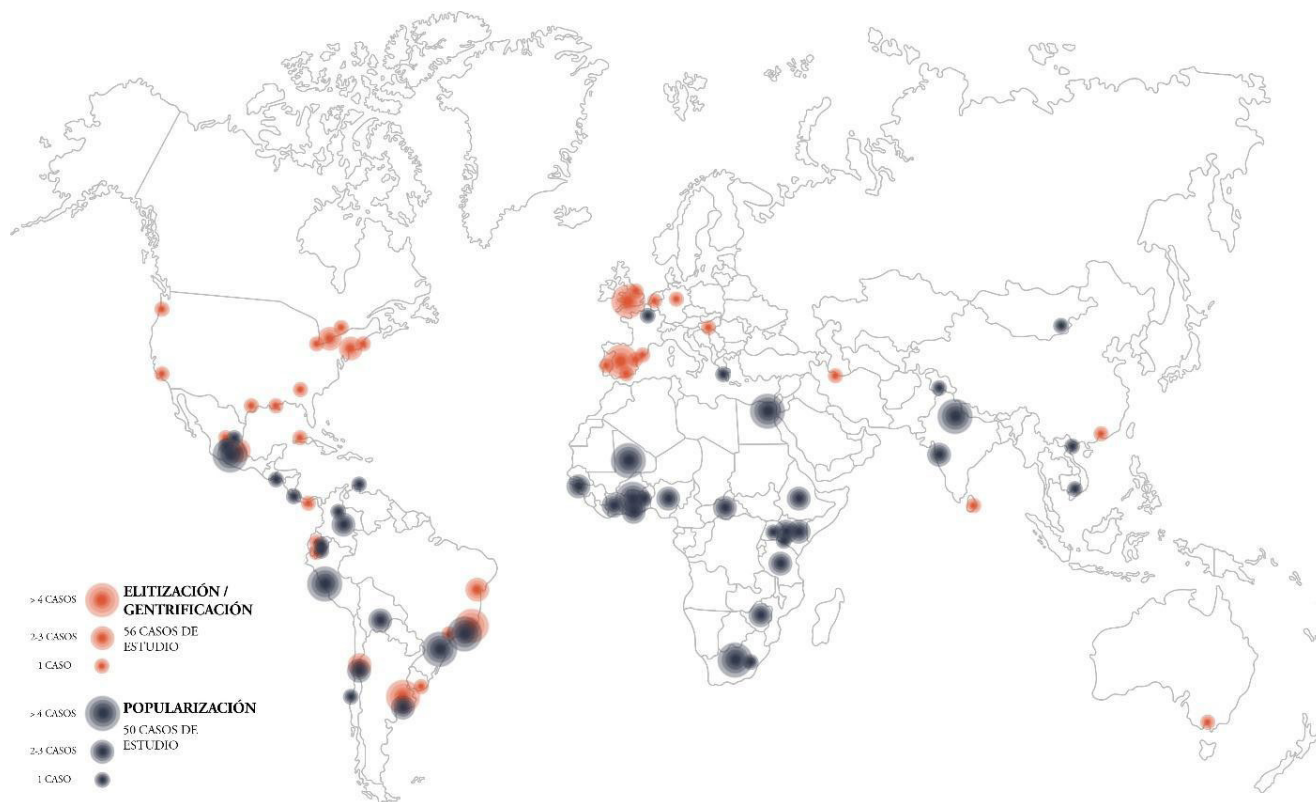 > 4 CASOS
ELITIZACIÓN /
GENTRIFICACIÓN
2-3 CASOS
56 CASOS DE
ESTUDIO
1 CASO
> 4 CASOS
POPULARIZACIÓN
50 CASOS DE
ESTUDIO
2-3 CASOS
1 CASO